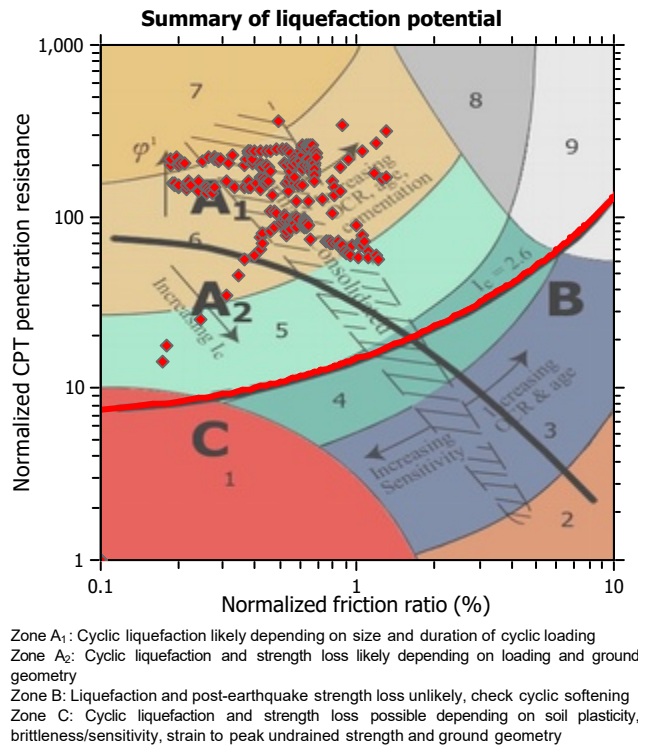 Summary of liquefaction potential
1,000
100
10
1
Normalized CPT penetration resistance
7
8
9
φ'
A1
Increasing
OCR, age,
cementation
6
consolidated
Ic = 2.6
A2
Increasing Ic
B
5
4
Increasing
OCR & age
3
C
Increasing
Sensitivity
1
2
0.1
1
10
Normalized friction ratio (%)
Zone A1: Cyclic liquefaction likely depending on size and duration of cyclic loading
Zone A2: Cyclic liquefaction and strength loss likely depending on loading and ground
geometry
Zone B: Liquefaction and post-earthquake strength loss unlikely, check cyclic softening
Zone C: Cyclic liquefaction and strength loss possible depending on soil plasticity,
brittleness/sensitivity, strain to peak undrained strength and ground geometry